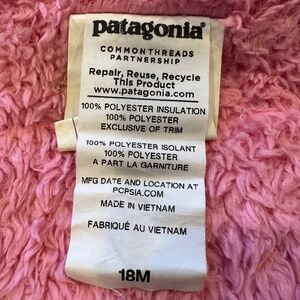 patagonia®
COMMONTHREADS
PARTNERSHIP
Repair, Reuse, Recycle
This Product
www.patagonia.com
100% POLYESTER INSULATION
100% POLYESTER
EXCLUSIVE OF TRIM
100% POLYESTER ISOLANT
100% POLYESTER
A PART LA GARNITURE
MFG DATE AND LOCATION AT
PCPSIA.COM
MADE IN VIETNAM
FABRIQUÉ AU VIETNAM
18M